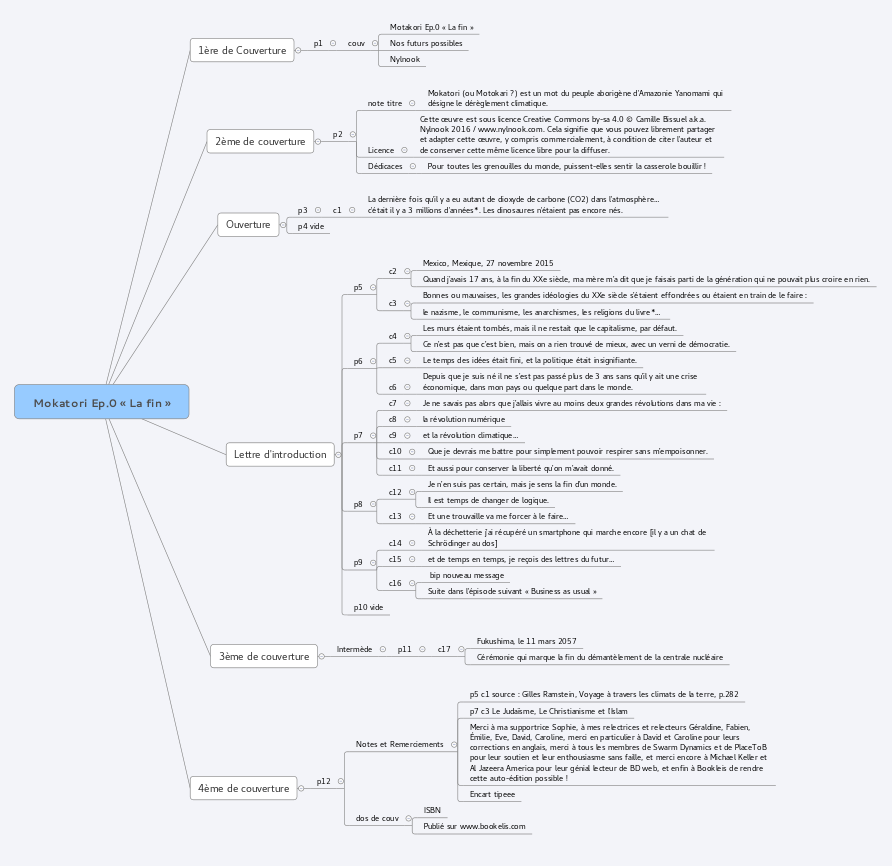 Mokatori Ep.0 « La fin »
1ère de Couverture
p1
couv
Motakori Ep.0 « La fin »
Nos futurs possibles
Nylnook
2ème de couverture
p2
note titre
Mokatori (ou Motokari ?) est un mot du peuple aborigène d'Amazonie Yanomami qui
désigne le dérèglement climatique.
Licence
Cette œuvre est sous licence Creative Commons by-sa 4.0 © Camille Bissuel a.k.a.
Nylnook 2016 / www.nylnook.com. Cela signifie que vous pouvez librement partager
et adapter cette œuvre, y compris commercialement, à condition de citer l'auteur et
de conserver cette même licence libre pour la diffuser.
Dédicaces
Pour toutes les grenouilles du monde, puissent-elles sentir la casserole bouillir !
Ouverture
p3
c1
La dernière fois qu'il y a eu autant de dioxyde de carbone (CO2) dans l'atmosphère...
c'était il y a 3 millions d'années*. Les dinosaures n'étaient pas encore nés.
p4 vide
Lettre d'introduction
p5
c2
Mexico, Mexique, 27 novembre 2015
Quand j'avais 17 ans, à la fin du XXe siècle, ma mère m'a dit que je faisais parti de la génération qui ne pouvait plus croire en rien.
c3
Bonnes ou mauvaises, les grandes idéologies du XXe siècle s'étaient effondrées ou étaient en train de le faire :
le nazisme, le communisme, les anarchismes, les religions du livre*...
p6
c4
Les murs étaient tombés, mais il ne restait que le capitalisme, par défaut.
Ce n'est pas que c'est bien, mais on a rien trouvé de mieux, avec un verni de démocratie.
c5
Le temps des idées était fini, et la politique était insignifiante.
c6
Depuis que je suis né il ne s'est pas passé plus de 3 ans sans qu'il y ait une crise
économique, dans mon pays ou quelque part dans le monde.
p7
c7
Je ne savais pas alors que j'allais vivre au moins deux grandes révolutions dans ma vie :
c8
la révolution numérique
c9
et la révolution climatique...
c10
Que je devrais me battre pour simplement pouvoir respirer sans m'empoisonner.
c11
Et aussi pour conserver la liberté qu'on m'avait donné.
p8
c12
Je n'en suis pas certain, mais je sens la fin d'un monde.
Il est temps de changer de logique.
c13
Et une trouvaille va me forcer à le faire...
p9
c14
À la déchetterie j'ai récupéré un smartphone qui marche encore [il y a un chat de
Schrödinger au dos]
c15
et de temps en temps, je reçois des lettres du futur...
c16
bip nouveau message
Suite dans l'épisode suivant « Business as usual »
p10 vide
3ème de couverture
Intermède
p11
c17
Fukushima, le 11 mars 2057
Cérémonie qui marque la fin du démantèlement de la centrale nucléaire
4ème de couverture
p12
Notes et Remerciements
p5 c1 source : Gilles Ramstein, Voyage à travers les climats de la terre, p.282
p7 c3 Le Judaïsme, Le Christianisme et l'Islam
Merci à ma supportrice Sophie, à mes relectrices et relecteurs Géraldine, Fabien,
Émilie, Eve, David, Caroline, merci en particulier à David et Caroline pour leurs
corrections en anglais, merci à tous les membres de Swarm Dynamics et de PlaceToB
pour leur soutien et leur enthousiasme sans faille, et merci encore à Michael Keller et
Al Jazeera America pour leur génial lecteur de BD web, et enfin à Bookleis de rendre
cette auto-édition possible !
Encart tipeee
dos de couv
ISBN
Publié sur www.bookelis.com